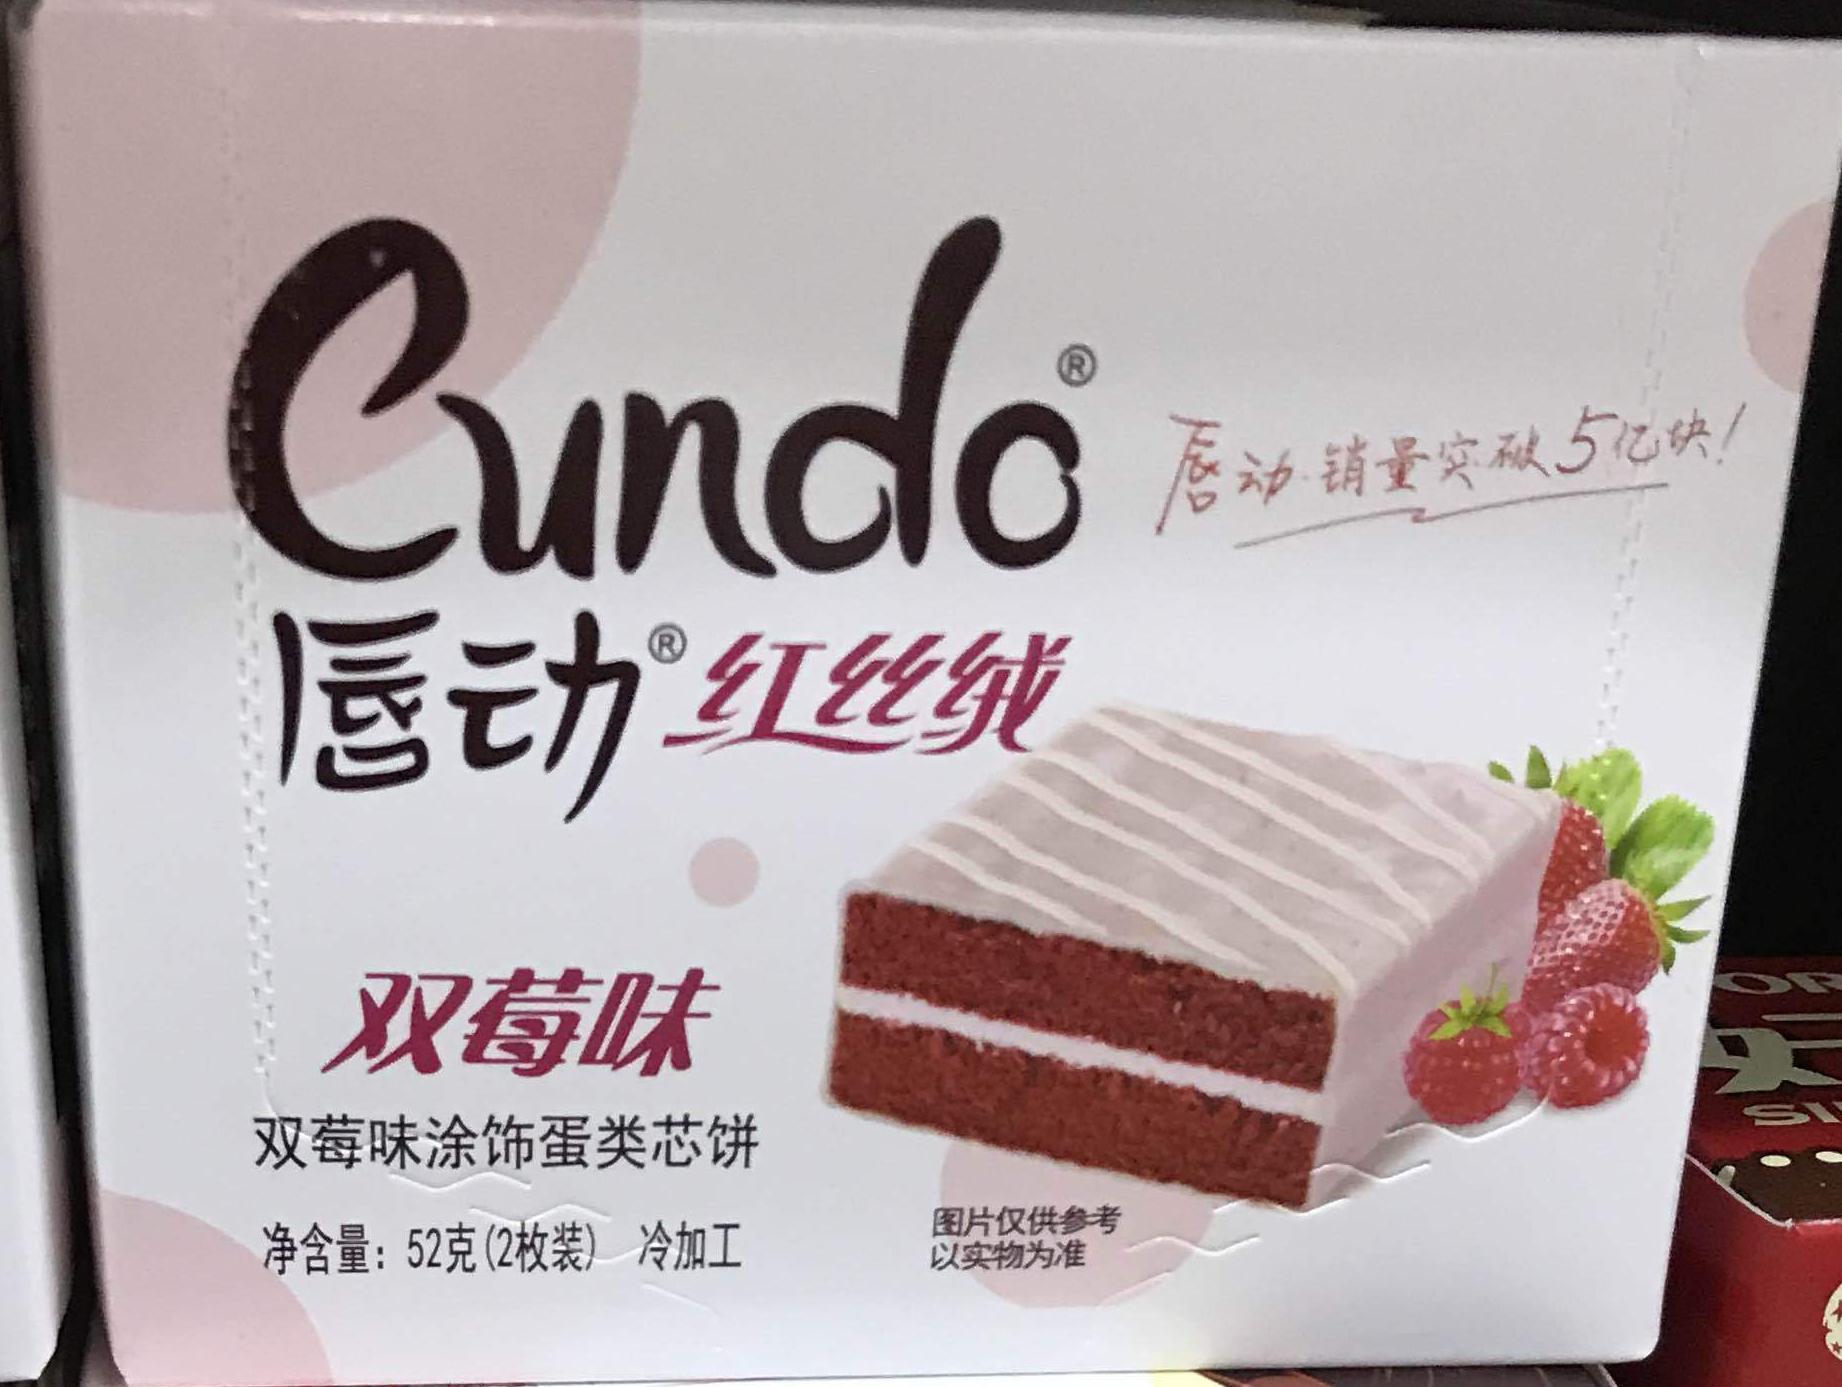 Cundo®
唇动·销量突破5亿块!
唇动®红丝绒
双莓味
双莓味涂饰蛋类芯饼
净含量：52克(2枚装) 冷加工
图片仅供参考
以实物为准